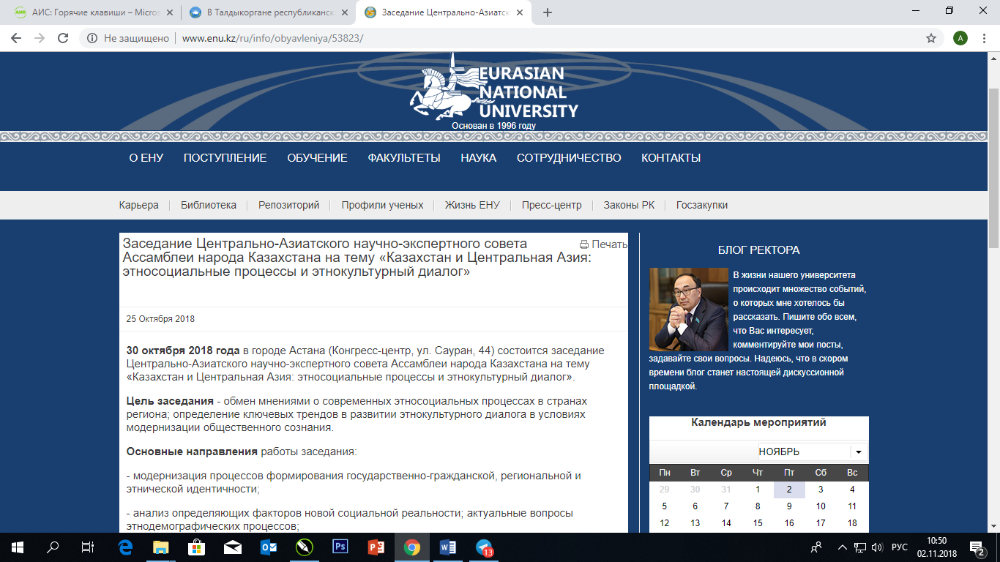 АИС: Горячие клавиши – Micros
В Талдыкоргане республиканск
Заседание Центрально-Азиатск
Не защищено
www.enu.kz/ru/info/obyavleniya/53823/
A
EURASIAN
NATIONAL
UNIVERSITY
Основан в 1996 году
О ЕНУ ПОСТУПЛЕНИЕ ОБУЧЕНИЕ ФАКУЛЬТЕТЫ НАУКА СОТРУДНИЧЕСТВО КОНТАКТЫ
Карьера Библиотека Репозиторий Профили ученых Жизнь ЕНУ Пресс-центр Законы РК Госзакупки
Заседание Центрально-Азиатского научно-экспертного совета
Ассамблеи народа Казахстана на тему «Казахстан и Центральная Азия:
этносоциальные процессы и этнокультурный диалог»
Печать
25 Октября 2018
30 октября 2018 года в городе Астана (Конгресс-центр, ул. Сауран, 44) состоится заседание
Центрально-Азиатского научно-экспертного совета Ассамблеи народа Казахстана на тему
«Казахстан и Центральная Азия: этносоциальные процессы и этнокультурный диалог».
Цель заседания - обмен мнениями о современных этносоциальных процессах в странах
региона; определение ключевых трендов в развитии этнокультурного диалога в условиях
модернизации общественного сознания.
Основные направления работы заседания:
- модернизация процессов формирования государственно-гражданской, региональной и
этнической идентичности;
- анализ определяющих факторов новой социальной реальности; актуальные вопросы
этнодемографических процессов;
БЛОГ РЕКТОРА
В жизни нашего университета
происходит множество событий,
о которых мне хотелось бы
рассказать. Пишите обо всем,
что Вас интересует,
комментируйте мои посты,
задавайте свои вопросы. Надеюсь, что в скором
времени блог станет настоящей дискуссионной
площадкой.
Календарь мероприятий
НОЯБРЬ
Пн Вт Ср Чт Пт Сб Вс
29 30 31 1 2 3 4
5 6 7 8 9 10 11
12 13 14 15 16 17 18
Ps
13
РУС
10:50
02.11.2018
2